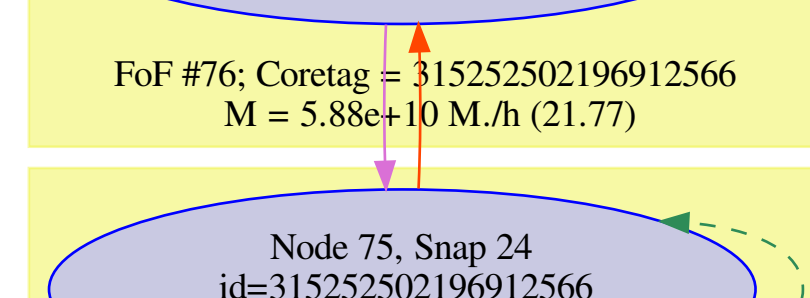 FoF #76; Coretag = 315252502196912566
M = 5.88e+10 M./h (21.77)
Node 75, Snap 24
id=315252502196912566